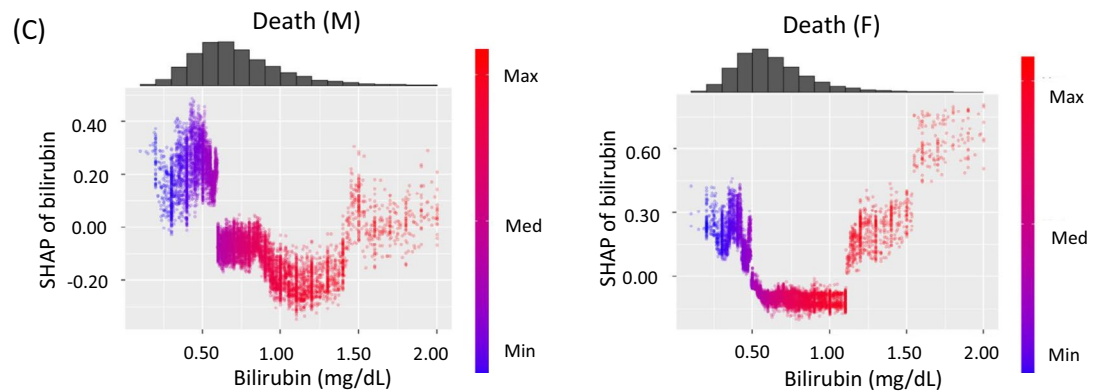 (C)
Death (M)
Max
Med
Min
SHAP of bilirubin
0.40
0.20
0.00
-0.20
0.50
1.00
1.50
2.00
Bilirubin (mg/dL)
Death (F)
Max
Med
Min
SHAP of bilirubin
0.60
0.30
0.00
0.50
1.00
1.50
2.00
Bilirubin (mg/dL)